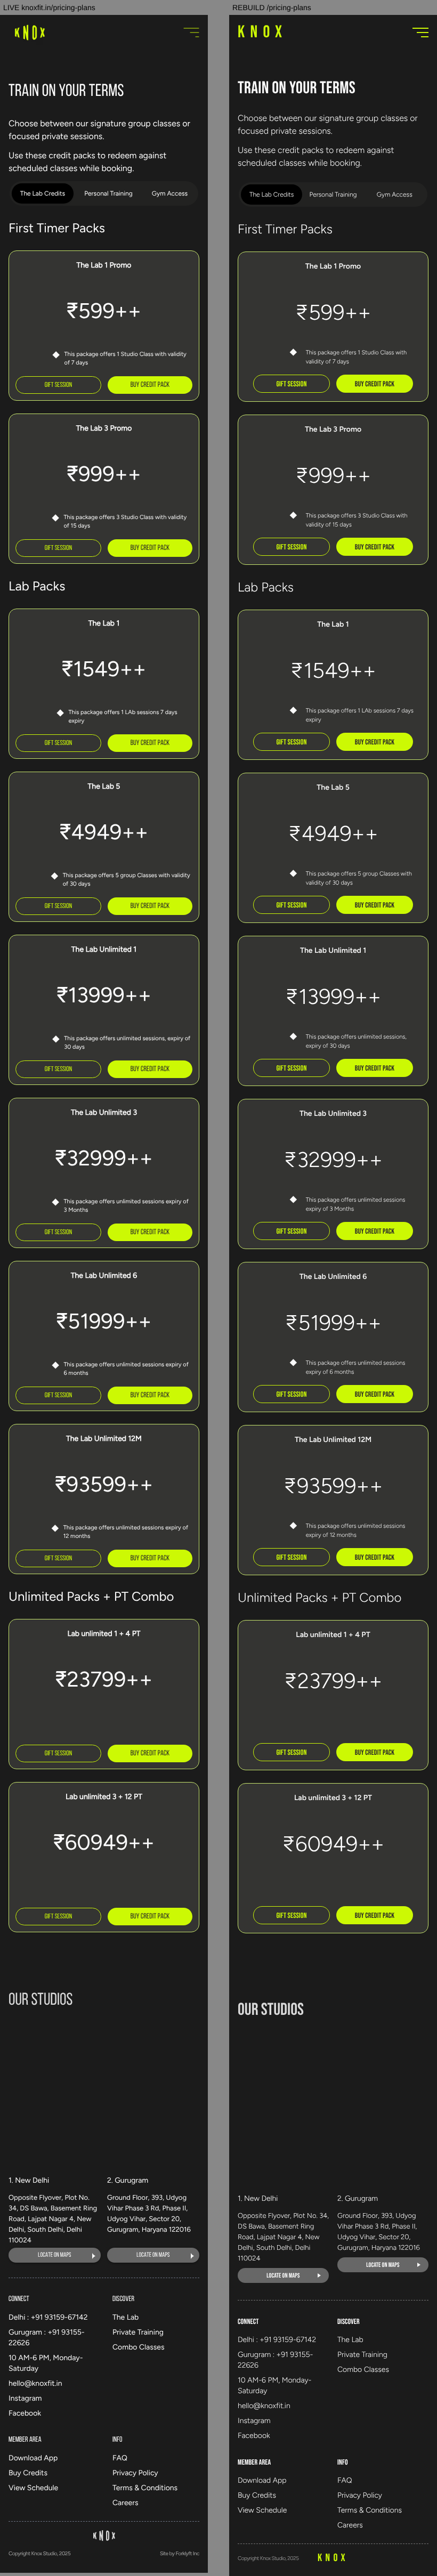 LIVE knoxfit.in/pricing-plans
KNOX
TRAIN ON YOUR TERMS
Choose between our signature group classes or
focused private sessions.
Use these credit packs to redeem against
scheduled classes while booking.
The Lab Credits Personal Training Gym Access
First Timer Packs
The Lab 1 Promo
₹599++
This package offers 1 Studio Class with validity
of 7 days
GIFT SESSION BUY CREDIT PACK
The Lab 3 Promo
₹999++
This package offers 3 Studio Class with validity
of 15 days
GIFT SESSION BUY CREDIT PACK
Lab Packs
The Lab 1
₹1549++
This package offers 1 LAb sessions 7 days
expiry
GIFT SESSION BUY CREDIT PACK
The Lab 5
₹4949++
This package offers 5 group Classes with validity
of 30 days
GIFT SESSION BUY CREDIT PACK
The Lab Unlimited 1
₹13999++
This package offers unlimited sessions, expiry of
30 days
GIFT SESSION BUY CREDIT PACK
The Lab Unlimited 3
₹32999++
This package offers unlimited sessions expiry of
3 Months
GIFT SESSION BUY CREDIT PACK
The Lab Unlimited 6
₹51999++
This package offers unlimited sessions expiry of
6 months
GIFT SESSION BUY CREDIT PACK
The Lab Unlimited 12M
₹93599++
This package offers unlimited sessions expiry of
12 months
GIFT SESSION BUY CREDIT PACK
Unlimited Packs + PT Combo
Lab unlimited 1 + 4 PT
₹23799++
GIFT SESSION BUY CREDIT PACK
Lab unlimited 3 + 12 PT
₹60949++
GIFT SESSION BUY CREDIT PACK
OUR STUDIOS
1. New Delhi
Opposite Flyover, Plot No.
34, DS Bawa, Basement Ring
Road, Lajpat Nagar 4, New
Delhi, South Delhi, Delhi
110024
LOCATE ON MAPS
2. Gurugram
Ground Floor, 393, Udyog
Vihar Phase 3 Rd, Phase II,
Udyog Vihar, Sector 20,
Gurugram, Haryana 122016
LOCATE ON MAPS
CONNECT
Delhi : +91 93159-67142
Gurugram : +91 93155-
22626
10 AM-6 PM, Monday-
Saturday
hello@knoxfit.in
Instagram
Facebook
DISCOVER
The Lab
Private Training
Combo Classes
MEMBER AREA
Download App
Buy Credits
View Schedule
INFO
FAQ
Privacy Policy
Terms & Conditions
Careers
KNOX
Copyright Knox Studio, 2025 Site by Forklyft Inc
REBUILD /pricing-plans
KNOX
TRAIN ON YOUR TERMS
Choose between our signature group classes or
focused private sessions.
Use these credit packs to redeem against
scheduled classes while booking.
The Lab Credits Personal Training Gym Access
First Timer Packs
The Lab 1 Promo
₹599++
This package offers 1 Studio Class with
validity of 7 days
GIFT SESSION BUY CREDIT PACK
The Lab 3 Promo
₹999++
This package offers 3 Studio Class with
validity of 15 days
GIFT SESSION BUY CREDIT PACK
Lab Packs
The Lab 1
₹1549++
This package offers 1 LAb sessions 7 days
expiry
GIFT SESSION BUY CREDIT PACK
The Lab 5
₹4949++
This package offers 5 group Classes with
validity of 30 days
GIFT SESSION BUY CREDIT PACK
The Lab Unlimited 1
₹13999++
This package offers unlimited sessions,
expiry of 30 days
GIFT SESSION BUY CREDIT PACK
The Lab Unlimited 3
₹32999++
This package offers unlimited sessions
expiry of 3 Months
GIFT SESSION BUY CREDIT PACK
The Lab Unlimited 6
₹51999++
This package offers unlimited sessions
expiry of 6 months
GIFT SESSION BUY CREDIT PACK
The Lab Unlimited 12M
₹93599++
This package offers unlimited sessions
expiry of 12 months
GIFT SESSION BUY CREDIT PACK
Unlimited Packs + PT Combo
Lab unlimited 1 + 4 PT
₹23799++
GIFT SESSION BUY CREDIT PACK
Lab unlimited 3 + 12 PT
₹60949++
GIFT SESSION BUY CREDIT PACK
OUR STUDIOS
1. New Delhi
Opposite Flyover, Plot No. 34,
DS Bawa, Basement Ring
Road, Lajpat Nagar 4, New
Delhi, South Delhi, Delhi
110024
LOCATE ON MAPS
2. Gurugram
Ground Floor, 393, Udyog
Vihar Phase 3 Rd, Phase II,
Udyog Vihar, Sector 20,
Gurugram, Haryana 122016
LOCATE ON MAPS
CONNECT
Delhi : +91 93159-67142
Gurugram : +91 93155-
22626
10 AM-6 PM, Monday-
Saturday
hello@knoxfit.in
Instagram
Facebook
DISCOVER
The Lab
Private Training
Combo Classes
MEMBER AREA
Download App
Buy Credits
View Schedule
INFO
FAQ
Privacy Policy
Terms & Conditions
Careers
Copyright Knox Studio, 2025 KNOX